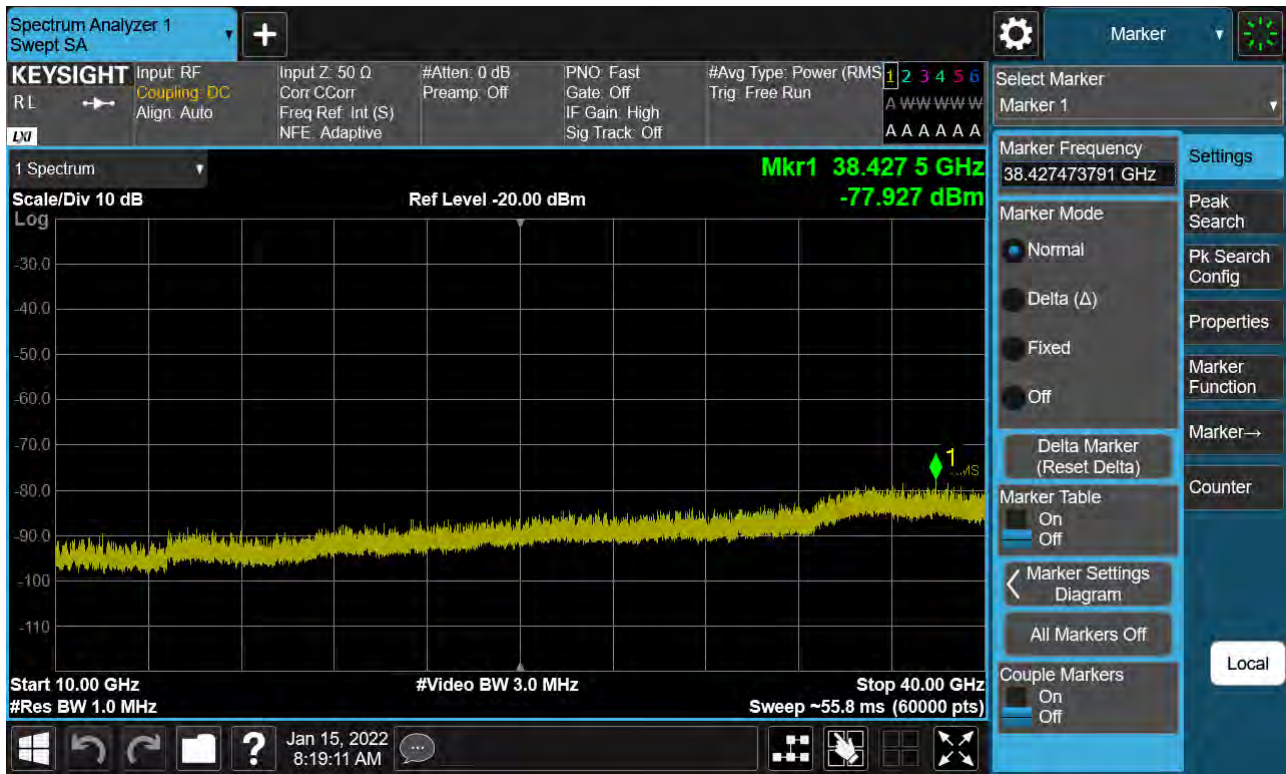 Spectrum Analyzer 1
Swept SA
+
Marker
KEYSIGHT
RL
LXI
Input: RF
Coupling: DC
Align: Auto
Input Z: 50 Ω
Corr CCorr
Freq Ref: Int (S)
NFE: Adaptive
#Atten: 0 dB
Preamp: Off
PNO: Fast
Gate: Off
IF Gain: High
Sig Track: Off
#Avg Type: Power (RMS
Trig: Free Run
1 2 3 4 5 6
A W W W W W
A A A A A A
1 Spectrum
Scale/Div 10 dB
Log
Ref Level -20.00 dBm
Mkr1 38.427 5 GHz
-77.927 dBm
-30.0
-40.0
-50.0
-60.0
-70.0
-80.0
-90.0
-100
-110
1
Start 10.00 GHz
#Res BW 1.0 MHz
#Video BW 3.0 MHz
Stop 40.00 GHz
Sweep ~55.8 ms (60000 pts)
Select Marker
Marker 1
Marker Frequency
38.427473791 GHz
Marker Mode
Normal
Delta (Δ)
Fixed
Off
Delta Marker
(Reset Delta)
Marker Table
On
Off
Marker Settings
Diagram
All Markers Off
Couple Markers
On
Off
Settings
Peak
Search
Pk Search
Config
Properties
Marker
Function
Marker→
Counter
Local
?
Jan 15, 2022
8:19:11 AM